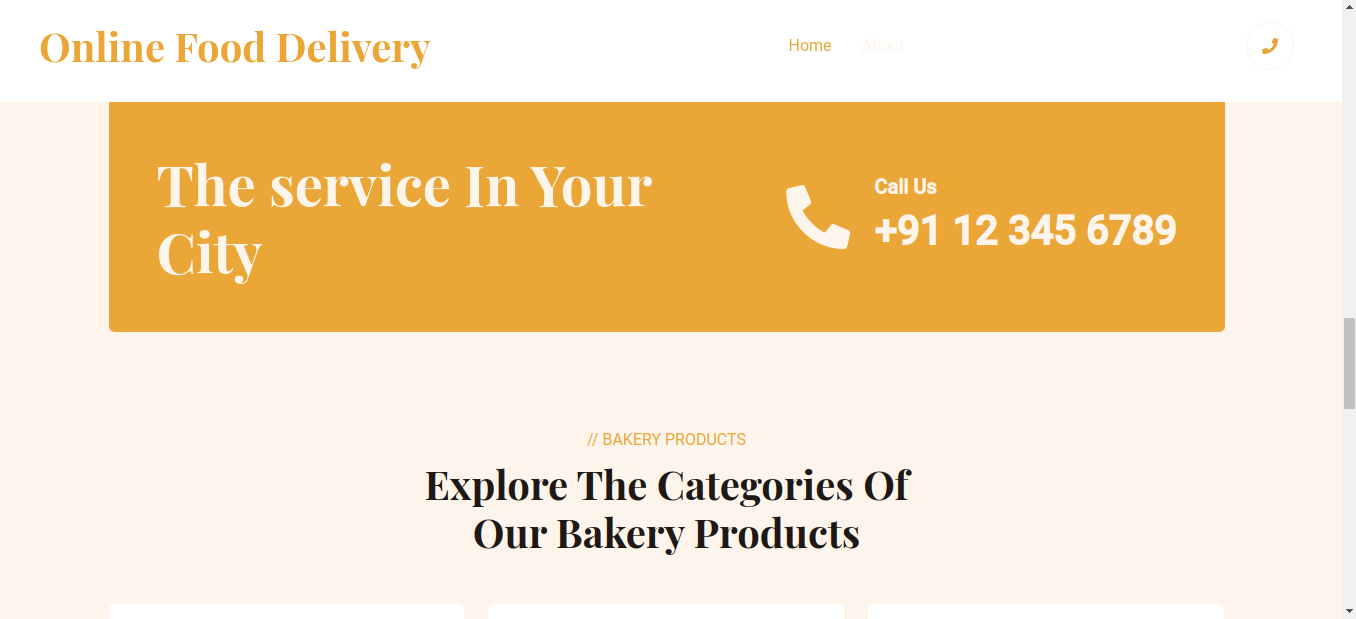 Online Food Delivery
Home
About
The service In Your
City
Call Us
+91 12 345 6789
// BAKERY PRODUCTS
Explore The Categories Of
Our Bakery Products